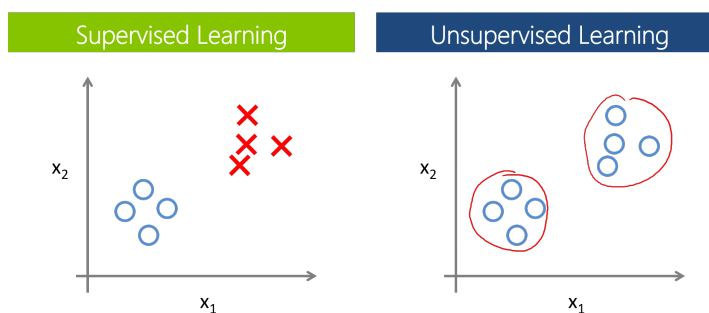 Supervised Learning
Unsupervised Learning
x₂
x₁
x₂
x₁